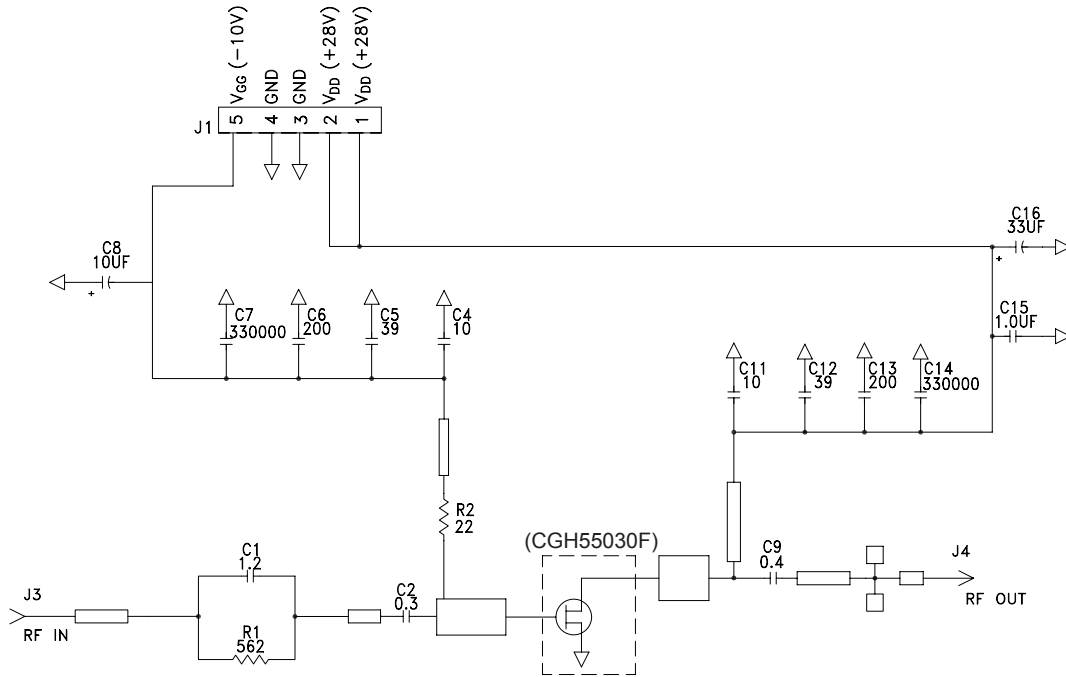 VGG (−10V)
GND
GND
VDD (+28V)
VDD (+28V)
J1
5
4
3
2
1
C8
10UF
+
C16
33UF
+
C15
1.0UF
C7
330000
C6
200
C5
39
C4
10
C11
10
C12
39
C13
200
C14
330000
R2
22
(CGH55030F)
C1
1.2
R1
562
C2
0.3
C9
0.4
J3
RF IN
J4
RF OUT